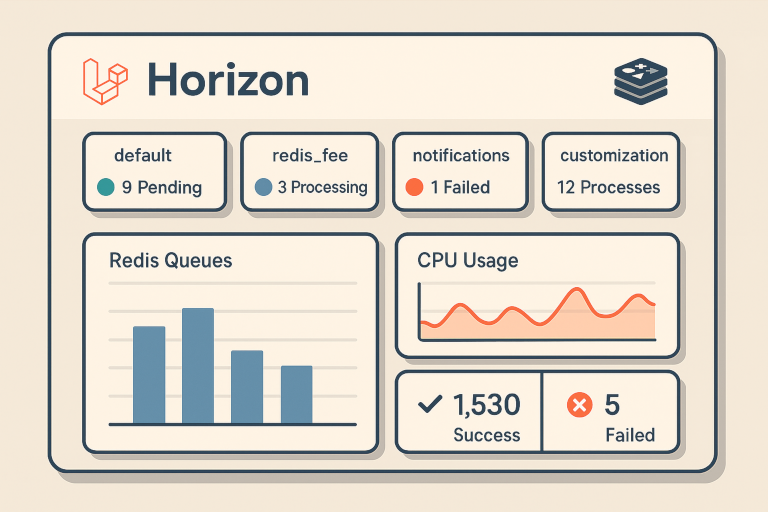 Horizon
default
9 Pending
redis_fee
3 Processing
notifications
1 Failed
customization
12 Processes
Redis Queues
CPU Usage
1,530
Success
5
Failed